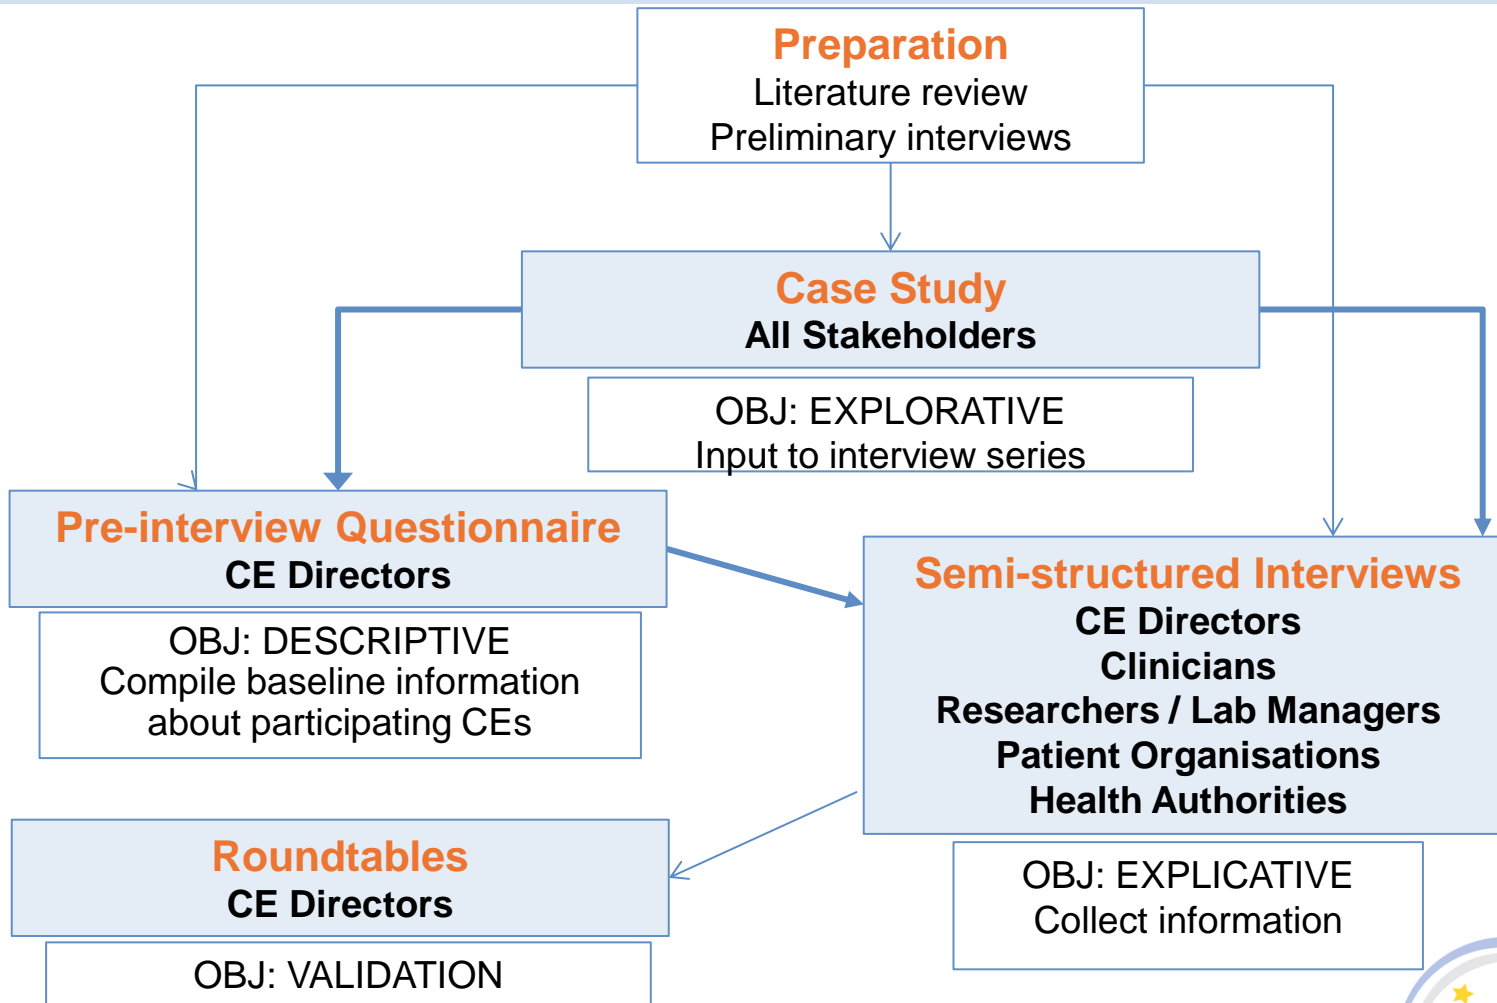 Preparation
Literature review
Preliminary interviews
Case Study
All Stakeholders
OBJ: EXPLORATIVE
Input to interview series
Pre-interview Questionnaire
CE Directors
OBJ: DESCRIPTIVE
Compile baseline information
about participating CEs
Semi-structured Interviews
CE Directors
Clinicians
Researchers / Lab Managers
Patient Organisations
Health Authorities
OBJ: EXPLICATIVE
Collect information
Roundtables
CE Directors
OBJ: VALIDATION